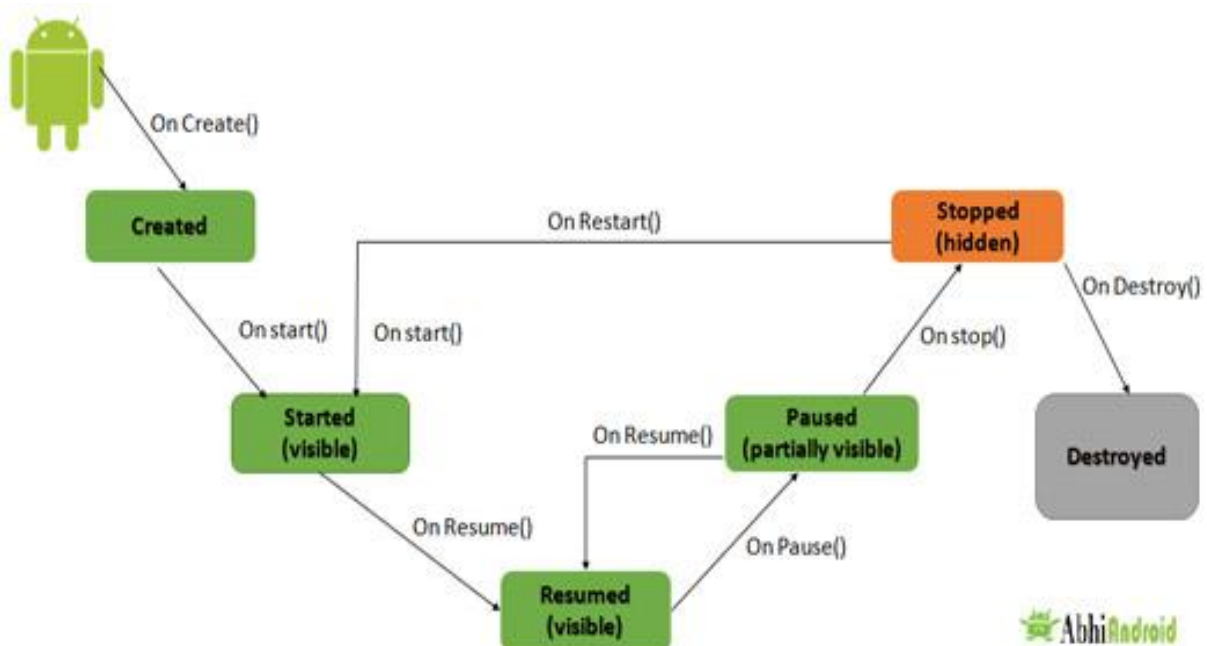 On Create()
Created
On Restart()
Stopped
(hidden)
On Destroy()
On start()
On start()
On stop()
Started
(visible)
On Resume()
Paused
(partially visible)
Destroyed
On Resume()
On Pause()
Resumed
(visible)
AbhiAndroid